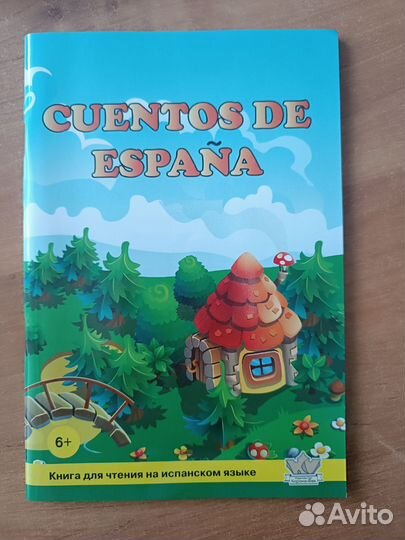 CUENTOS DE
ESPAÑA
6+
Книга для чтения на испанском языке
Avito